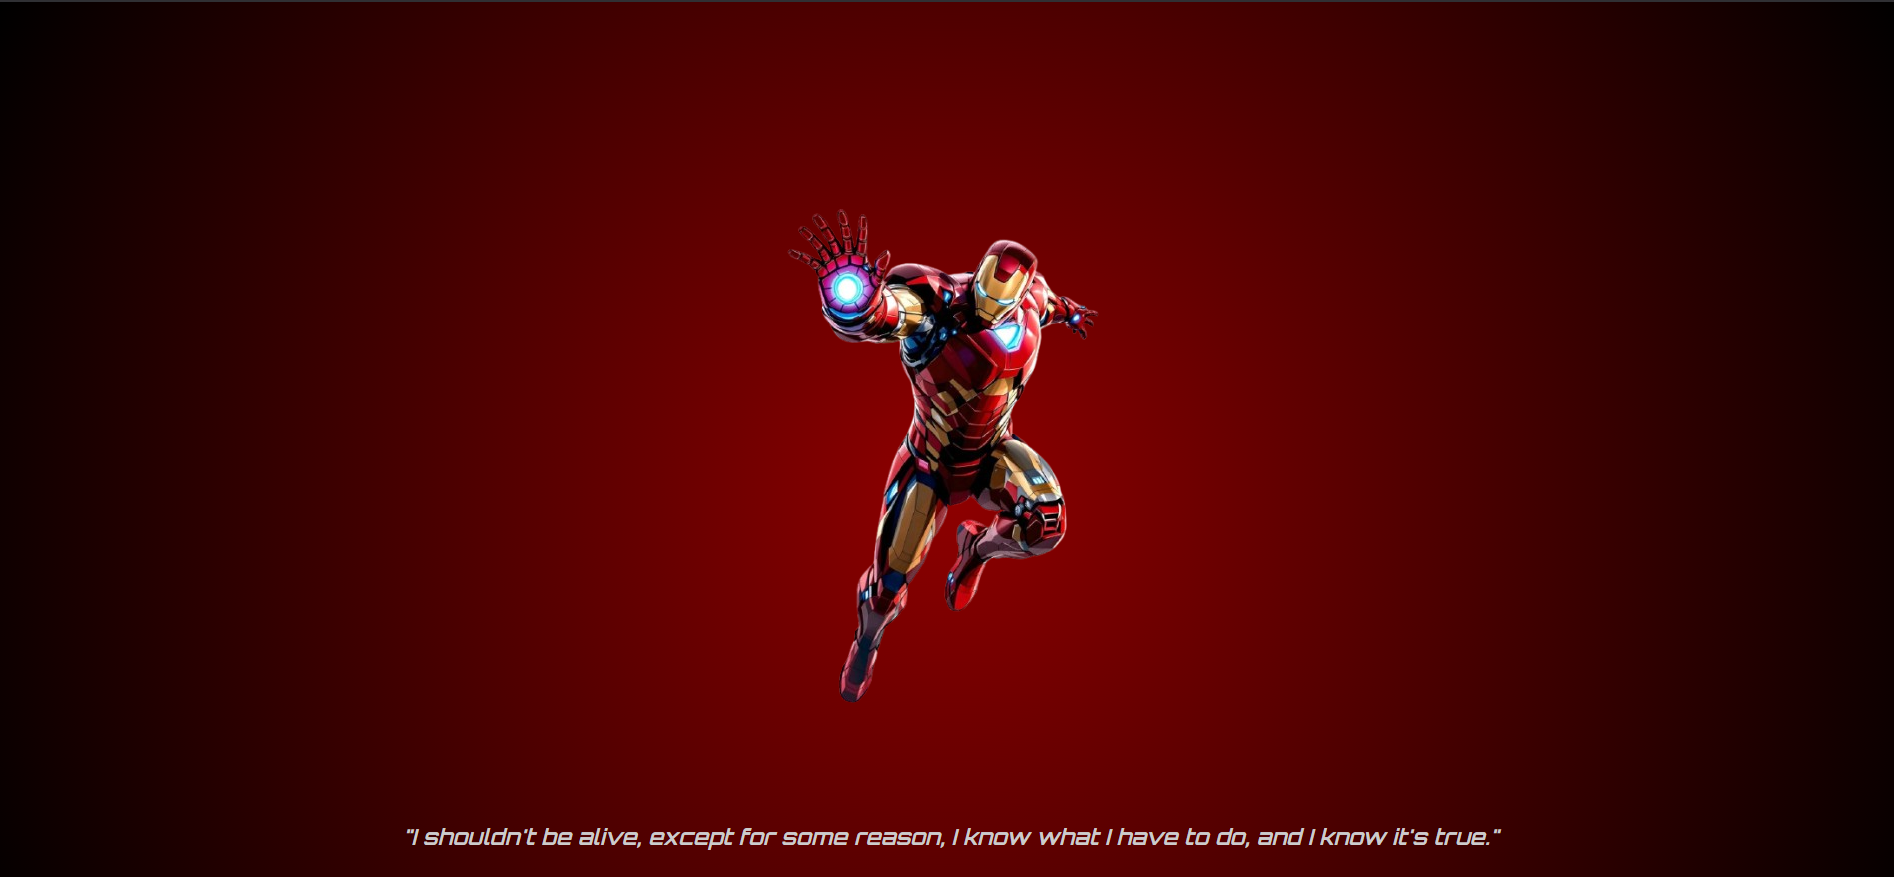 "I shouldn't be alive, except for some reason, I know what I have to do, and I know it's true."